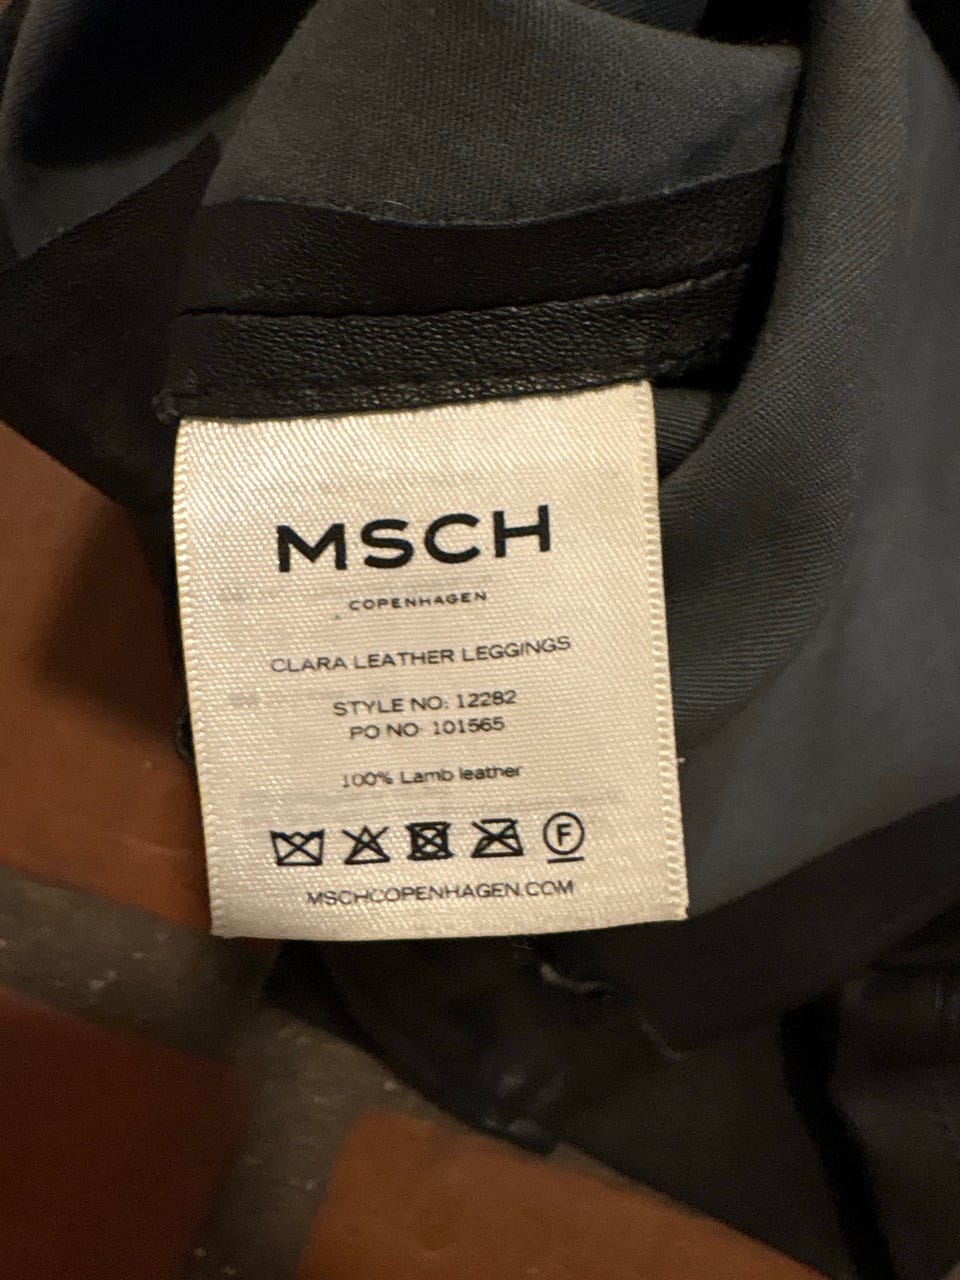 MSCH
COPENHAGEN
CLARA LEATHER LEGGINGS
STYLE NO: 12282
PO NO: 101565
100% Lamb leather
F
MSCHCOPENHAGEN.COM